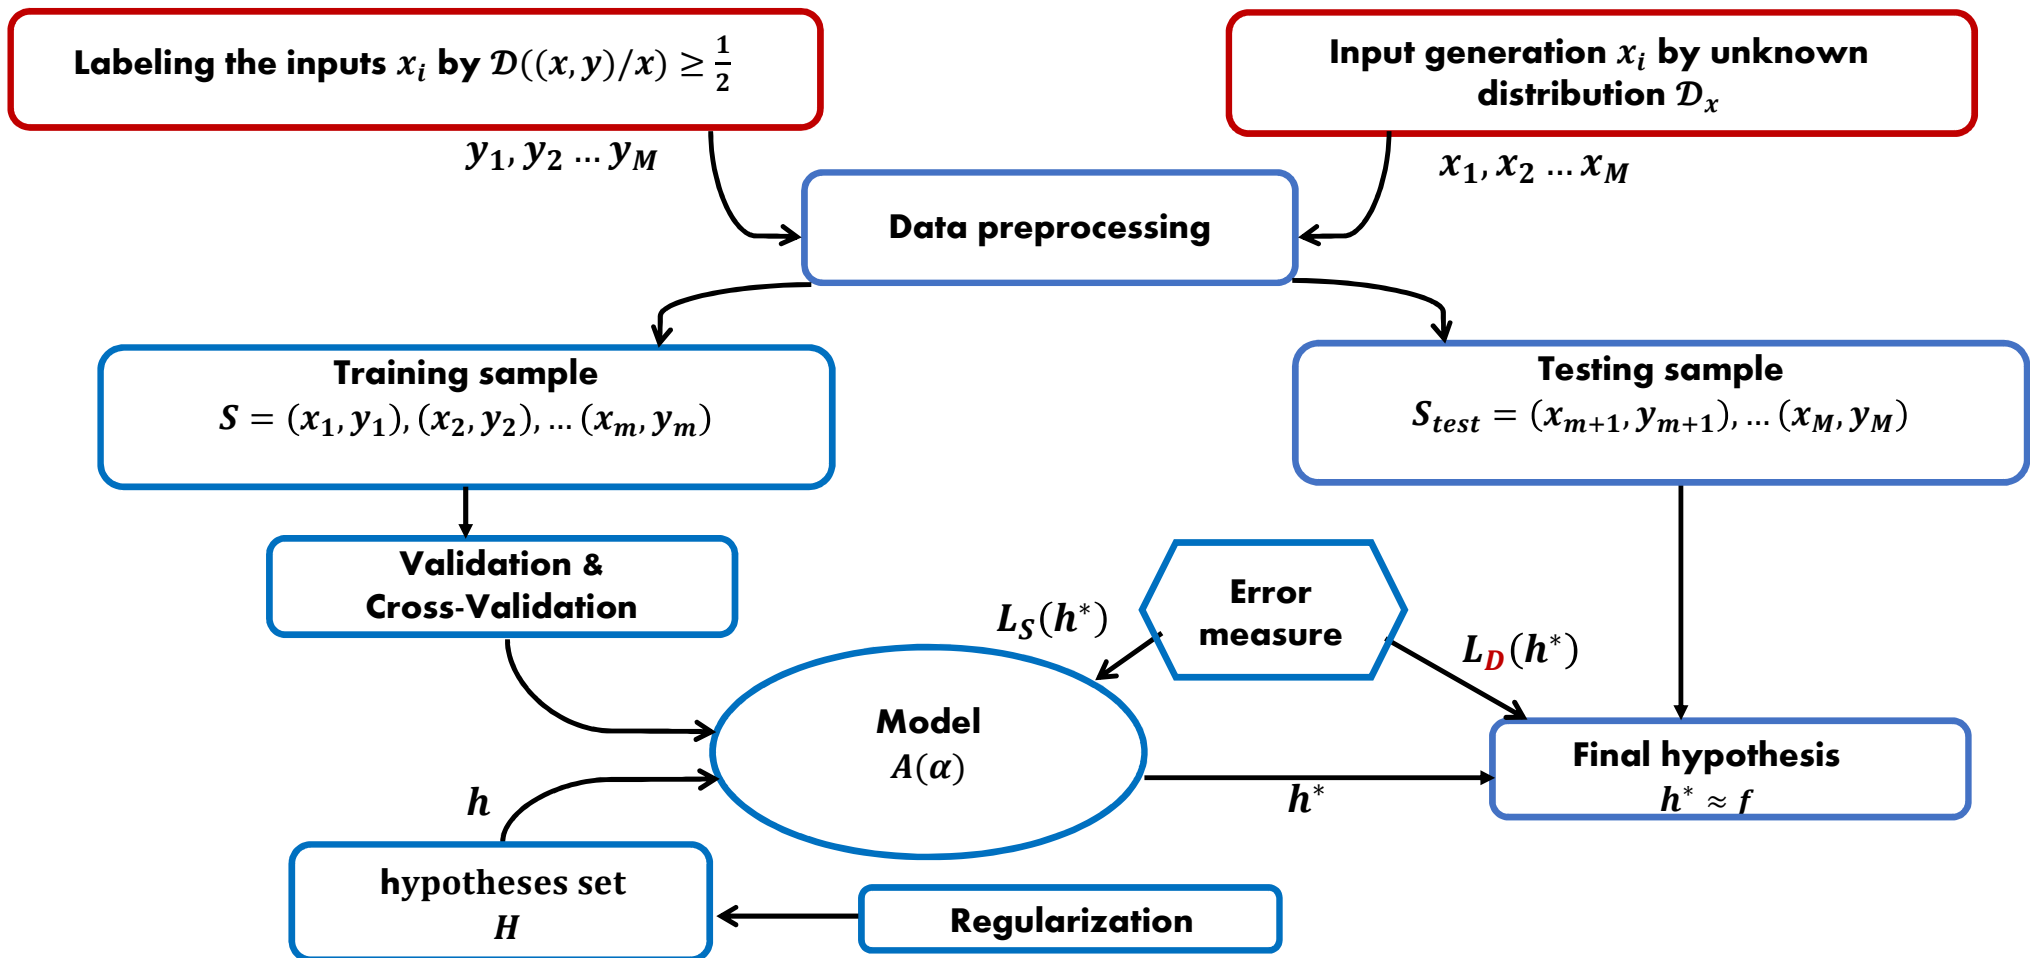 Labeling the inputs xᵢ by 𝒟((x, y)/x) ≥ 1/2
Input generation xᵢ by unknown
distribution 𝒟ₓ
y₁, y₂ … y_M
x₁, x₂ … x_M
Data preprocessing
Training sample
S = (x₁, y₁), (x₂, y₂), … (x_m, y_m)
Testing sample
S_test = (x_{m+1}, y_{m+1}), … (x_M, y_M)
Validation &
Cross-Validation
Error
measure
L_S(h*)
L_D(h*)
Model
A(α)
Final hypothesis
h* ≈ f
h
h*
hypotheses set
H
Regularization